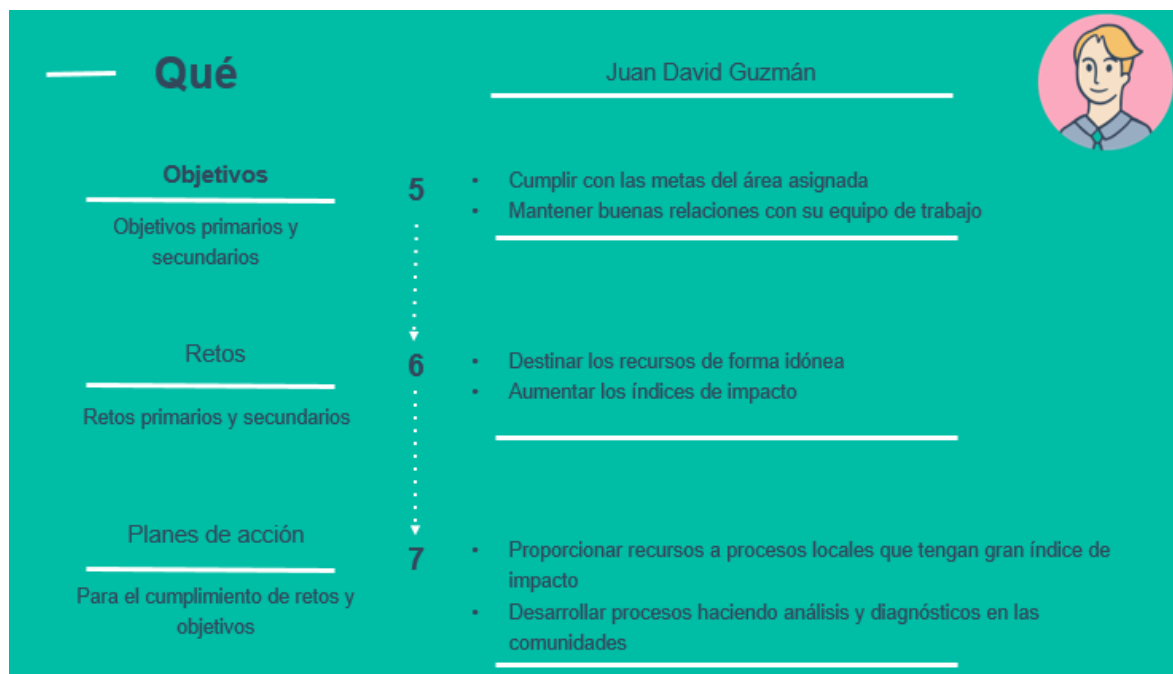 Qué
Juan David Guzmán
Objetivos
Objetivos primarios y
secundarios
5
• Cumplir con las metas del área asignada
• Mantener buenas relaciones con su equipo de trabajo
Retos
Retos primarios y secundarios
6
• Destinar los recursos de forma idónea
• Aumentar los índices de impacto
Planes de acción
Para el cumplimiento de retos y
objetivos
7
• Proporcionar recursos a procesos locales que tengan gran índice de
impacto
• Desarrollar procesos haciendo análisis y diagnósticos en las
comunidades